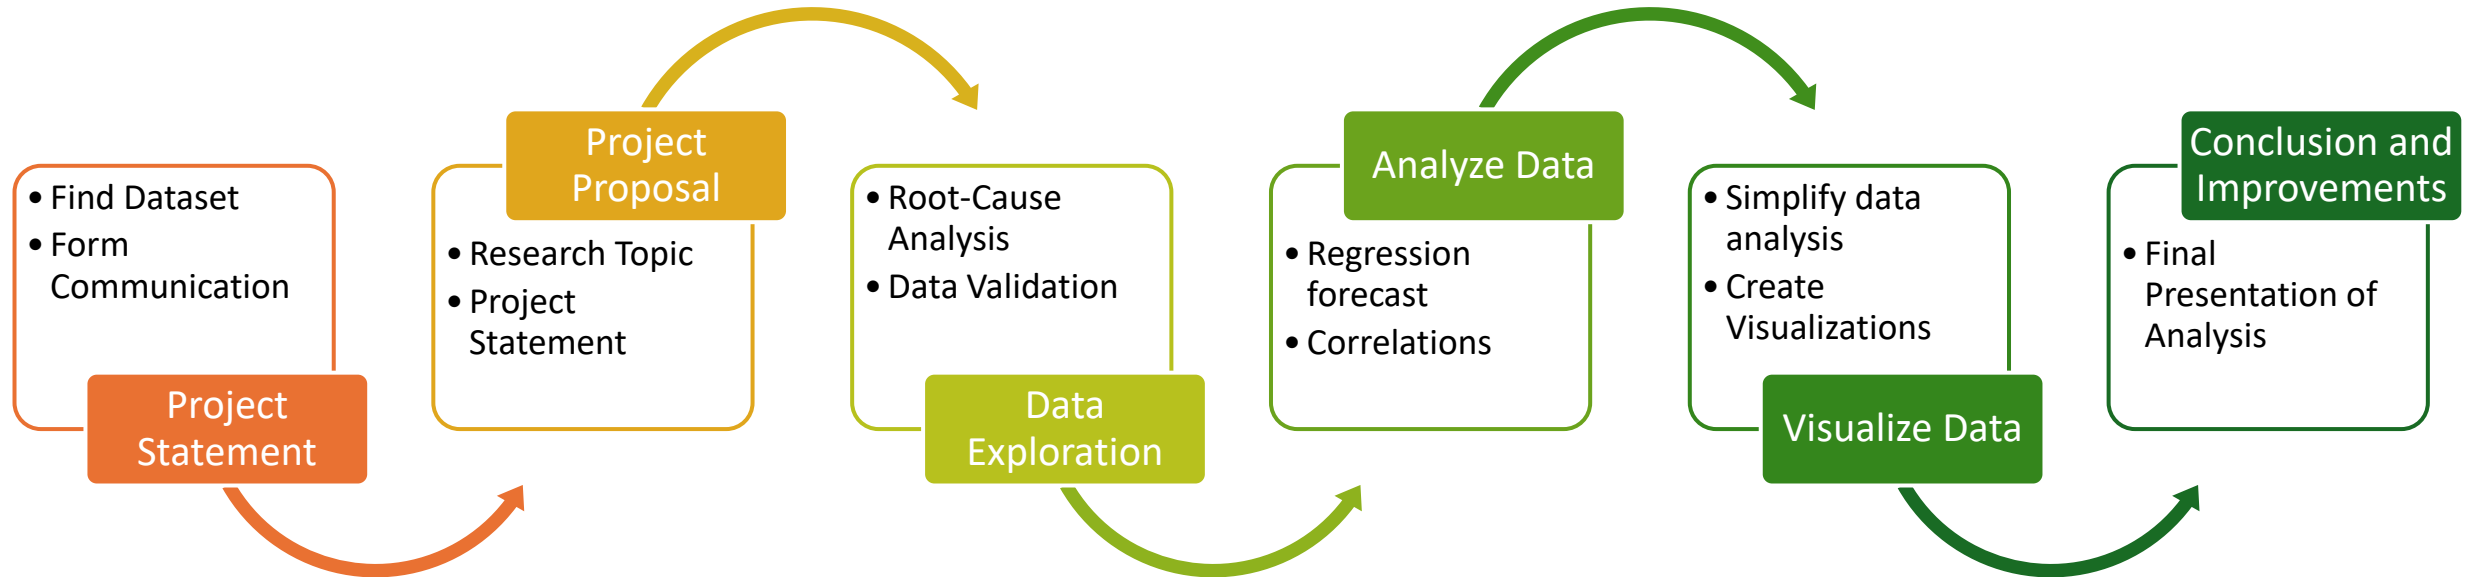 • Find Dataset
• Form
Communication
Project
Statement
Project
Proposal
• Research Topic
• Project
Statement
• Root-Cause
Analysis
• Data Validation
Data
Exploration
Analyze Data
• Regression
forecast
• Correlations
• Simplify data
analysis
• Create
Visualizations
Visualize Data
Conclusion and
Improvements
• Final
Presentation of
Analysis